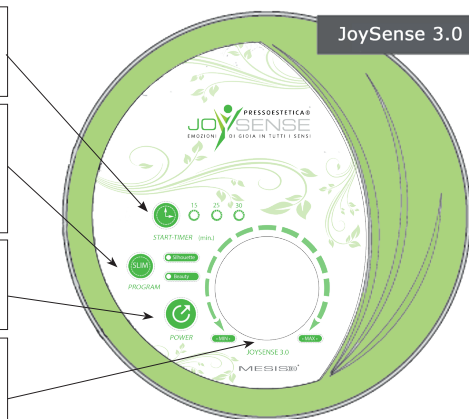 JoySense 3.0
PRESSOESTETICA®
JOYSENSE
EMOZIONI DI GIOIA IN TUTTI I SENSI
15 25 30
START-TIMER (min.)
SLIM
Silhouette
Beauty
PROGRAM
POWER
-MIN- -MAX-
JOYSENSE 3.0
MESIS®